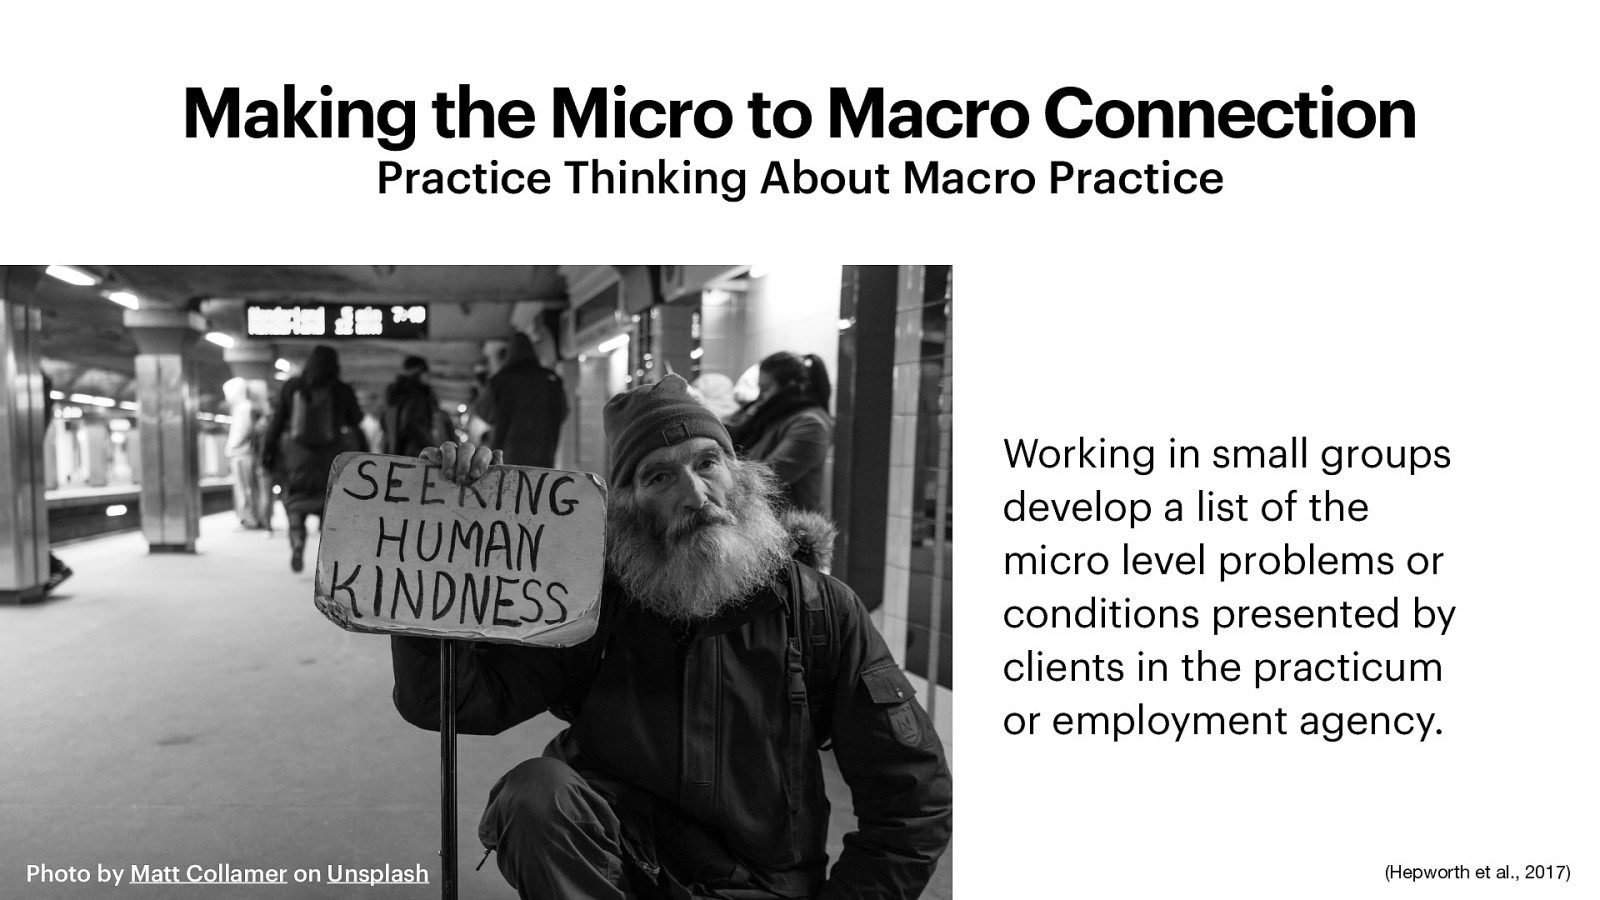 Making the Micro to Macro Connection
Practice Thinking About Macro Practice
7:49
SEEKING
HUMAN
KINDNESS
Working in small groups
develop a list of the
micro level problems or
conditions presented by
clients in the practicum
or employment agency.
Photo by Matt Collamer on Unsplash
(Hepworth et al., 2017)